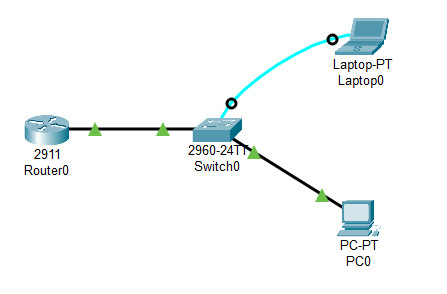 Laptop-PT
Laptop0
2911
Router0
2960-24TT
Switch0
PC-PT
PC0